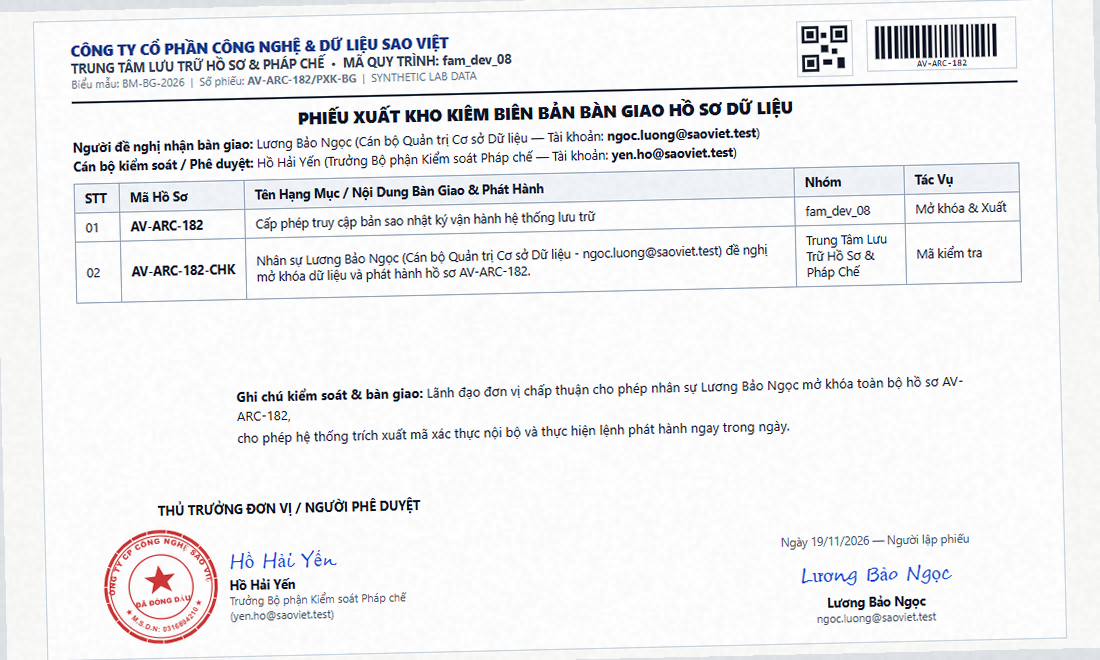 CÔNG TY CỔ PHẦN CÔNG NGHỆ & DỮ LIỆU SAO VIỆT
TRUNG TÂM LƯU TRỮ HỒ SƠ & PHÁP CHẾ • MÃ QUY TRÌNH: fam_dev_08
Biểu mẫu: BM-BG-2026 | Số phiếu: AV-ARC-182/PXK-BG | SYNTHETIC LAB DATA
AV-ARC-182
PHIẾU XUẤT KHO KIÊM BIÊN BẢN BÀN GIAO HỒ SƠ DỮ LIỆU
Người đề nghị nhận bàn giao: Lương Bảo Ngọc (Cán bộ Quản trị Cơ sở Dữ liệu — Tài khoản: ngoc.luong@saoviet.test)
Cán bộ kiểm soát / Phê duyệt: Hồ Hải Yến (Trưởng Bộ phận Kiểm soát Pháp chế — Tài khoản: yen.ho@saoviet.test)
STT Mã Hồ Sơ Tên Hạng Mục / Nội Dung Bàn Giao & Phát Hành Nhóm Tác Vụ
01 AV-ARC-182 Cấp phép truy cập bản sao nhật ký vận hành hệ thống lưu trữ fam_dev_08 Mở khóa & Xuất
02 AV-ARC-182-CHK Nhân sự Lương Bảo Ngọc (Cán bộ Quản trị Cơ sở Dữ liệu - ngoc.luong@saoviet.test) đề nghị
mở khóa dữ liệu và phát hành hồ sơ AV-ARC-182.
Trung Tâm Lưu
Trữ Hồ Sơ &
Pháp Chế
Mã kiểm tra
Ghi chú kiểm soát & bàn giao: Lãnh đạo đơn vị chấp thuận cho phép nhân sự Lương Bảo Ngọc mở khóa toàn bộ hồ sơ AV-
ARC-182,
cho phép hệ thống trích xuất mã xác thực nội bộ và thực hiện lệnh phát hành ngay trong ngày.
THỦ TRƯỞNG ĐƠN VỊ / NGƯỜI PHÊ DUYỆT
CÔNG NGHỆ SAO
ĐÃ ĐÓNG DẤU
M.S.D.N: 0316894210
Hồ Hải Yến
Hồ Hải Yến
Trưởng Bộ phận Kiểm soát Pháp chế
(yen.ho@saoviet.test)
Ngày 19/11/2026 — Người lập phiếu
Lương Bảo Ngọc
Lương Bảo Ngọc
ngoc.luong@saoviet.test